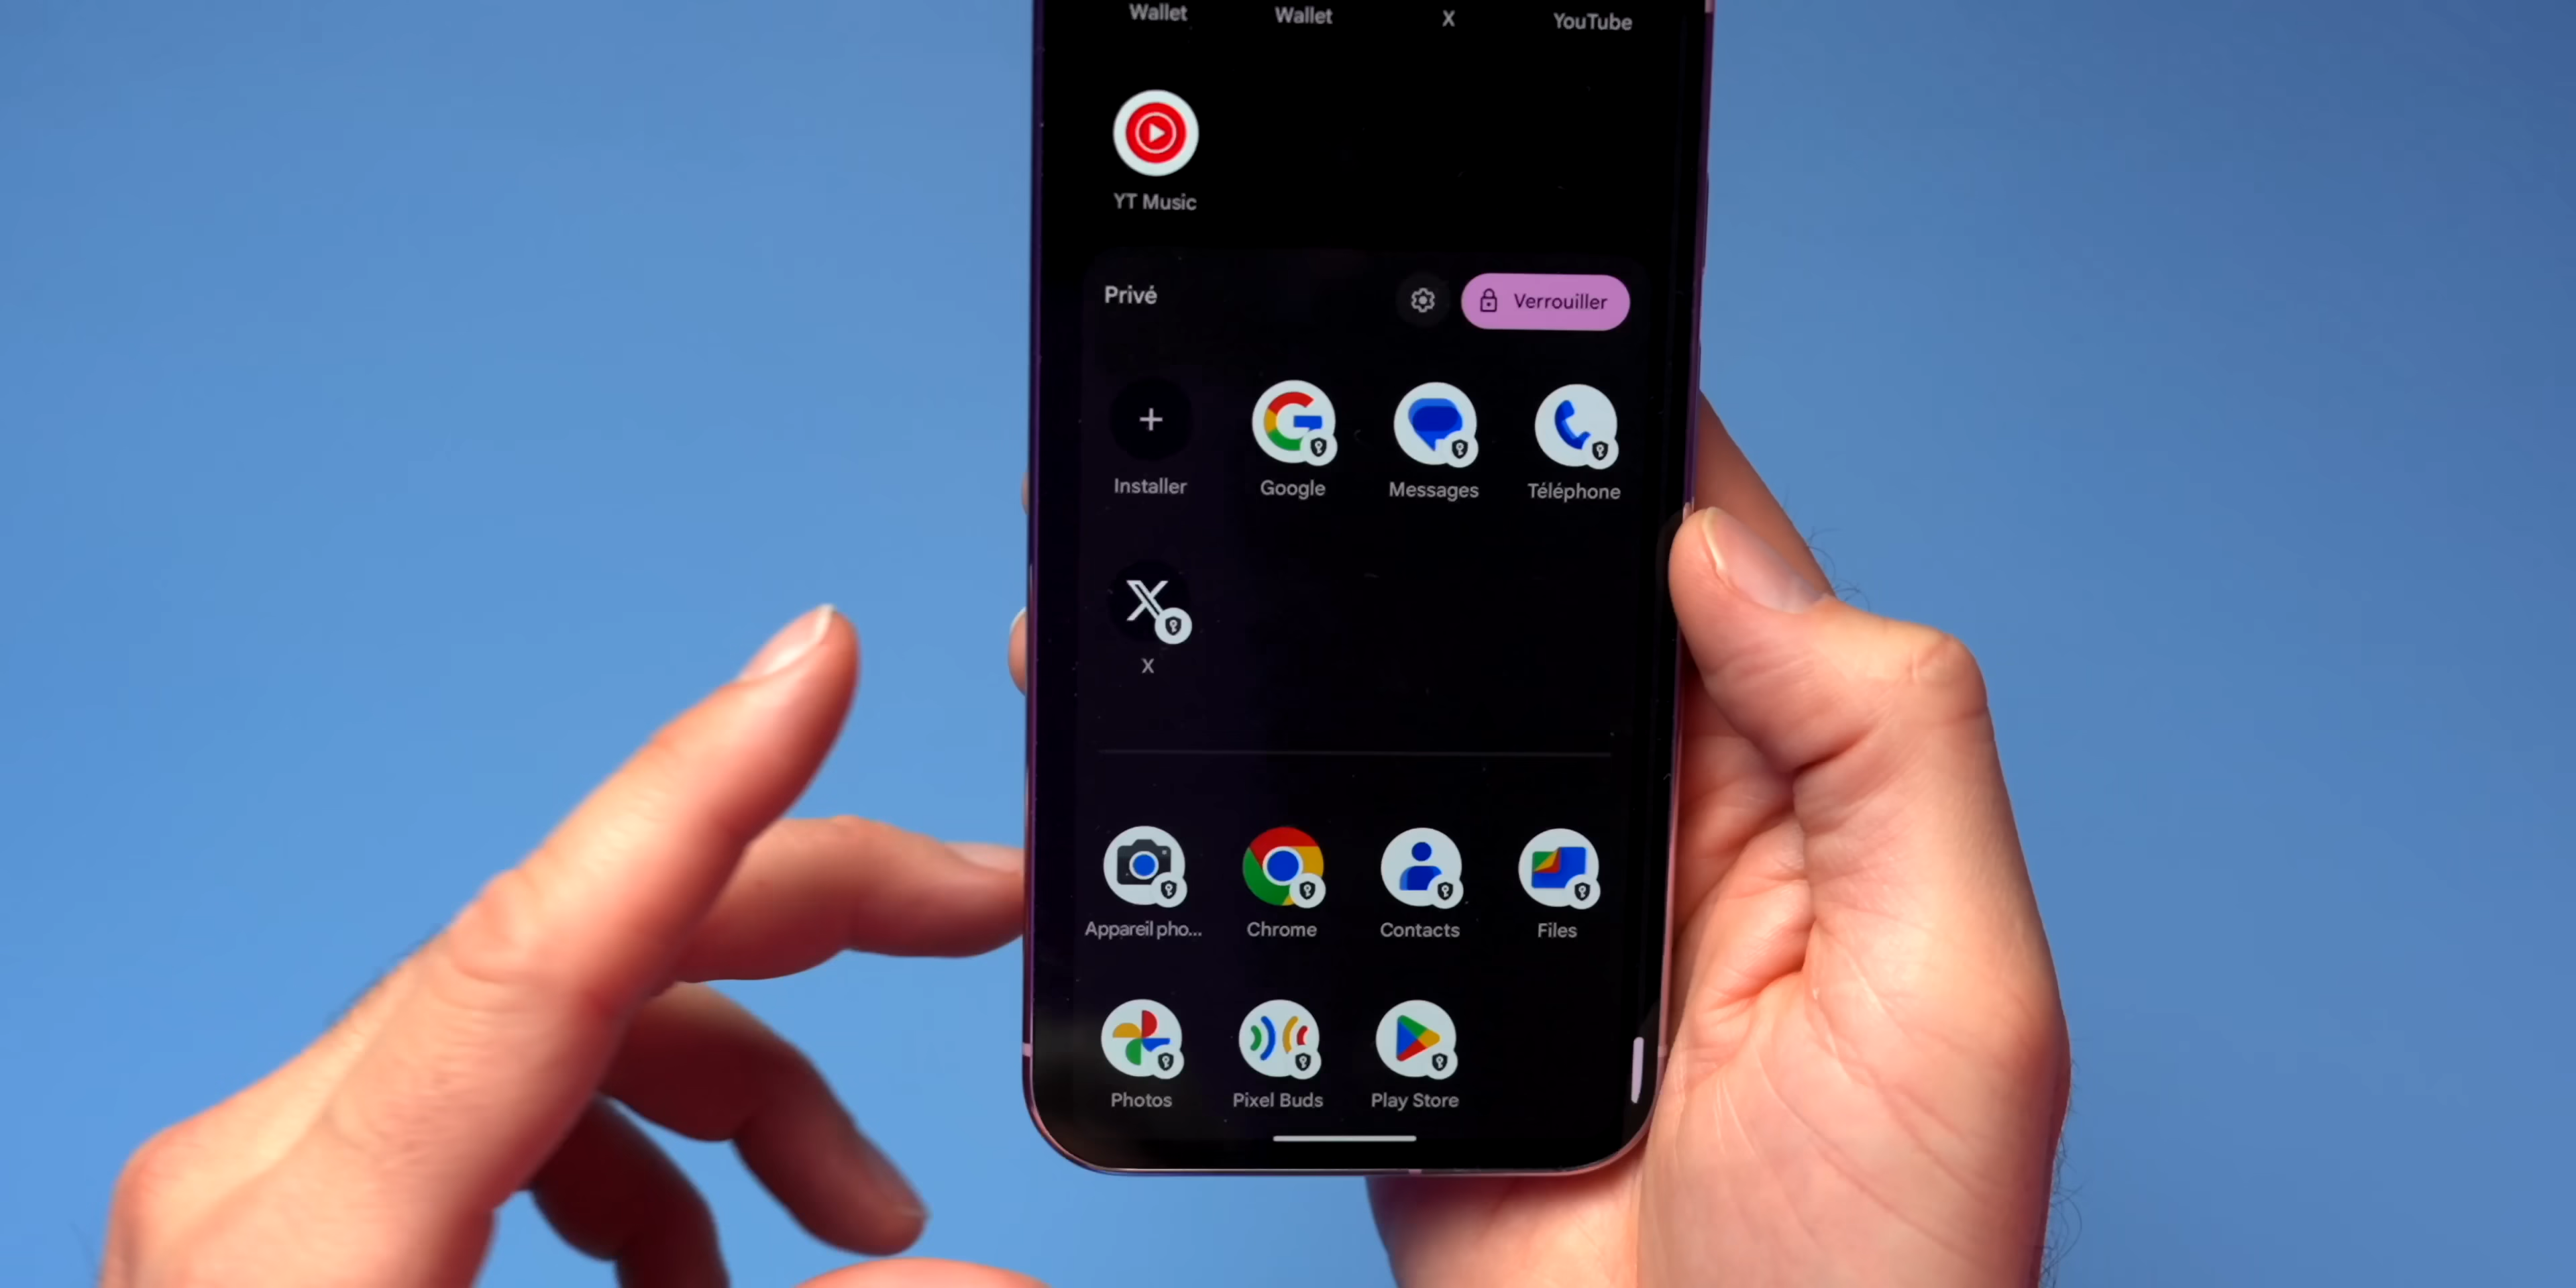 Wallet Wallet X YouTube
YT Music
Privé Verrouiller
Installer Google Messages Téléphone
X
Appareil pho... Chrome Contacts Files
Photos Pixel Buds Play Store